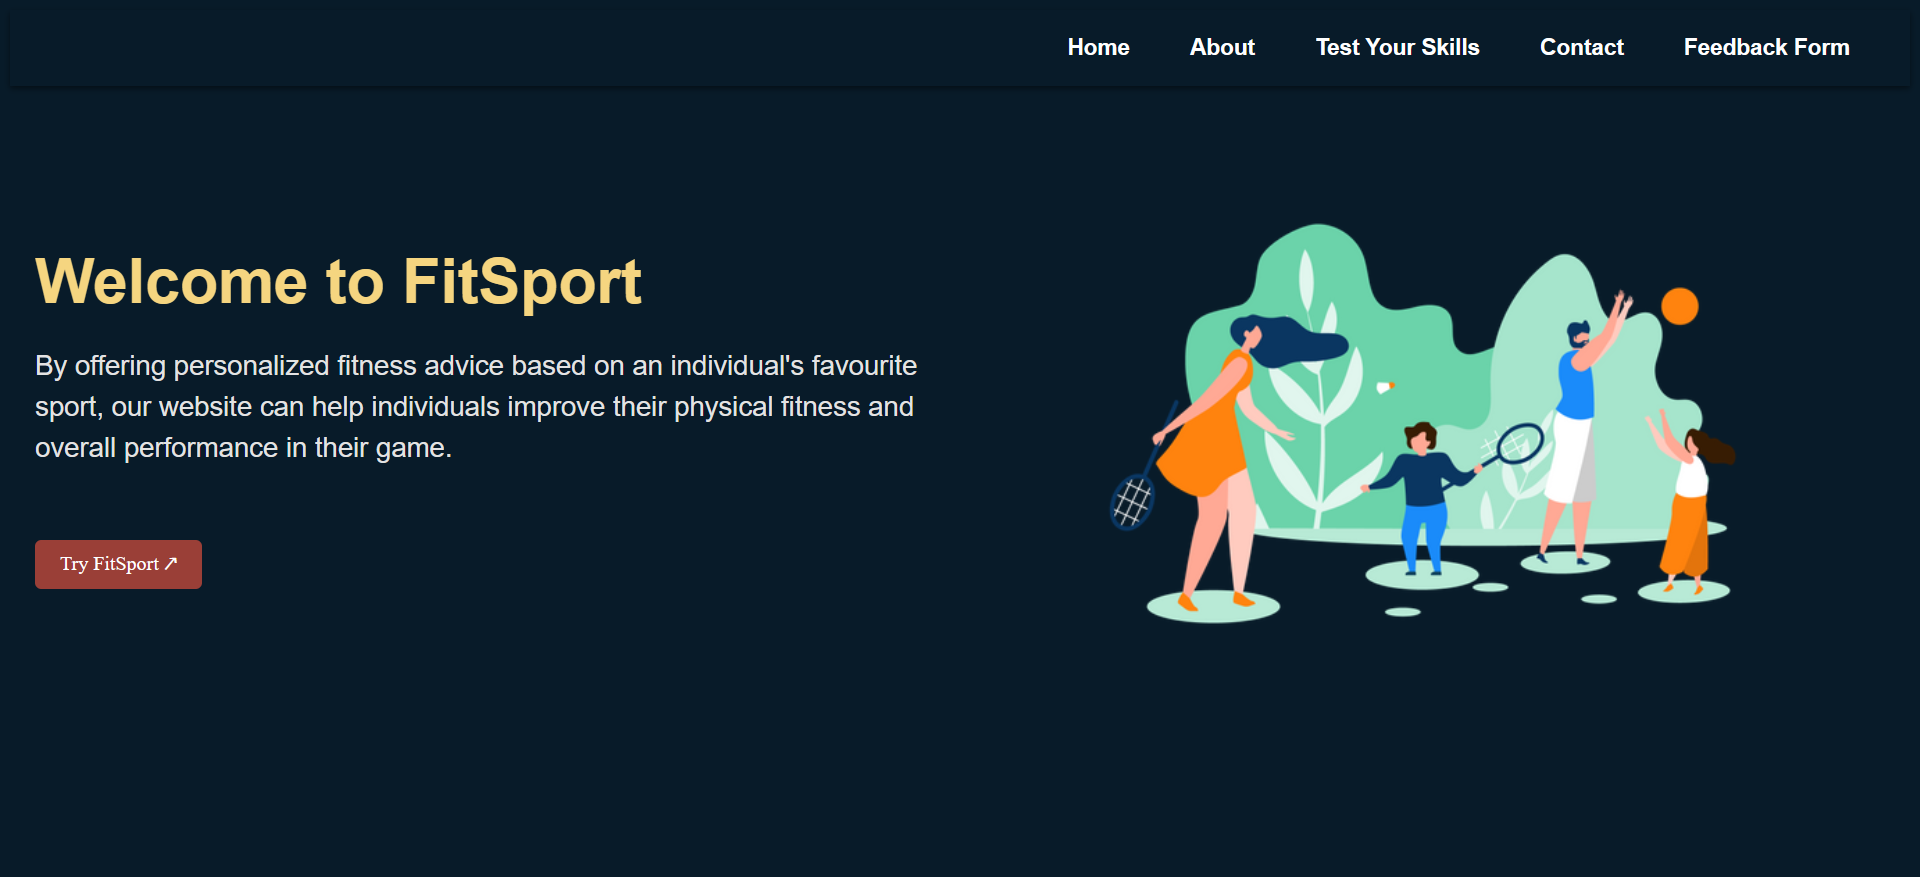 Home About Test Your Skills Contact Feedback Form
Welcome to FitSport
By offering personalized fitness advice based on an individual's favourite
sport, our website can help individuals improve their physical fitness and
overall performance in their game.
Try FitSport ↗